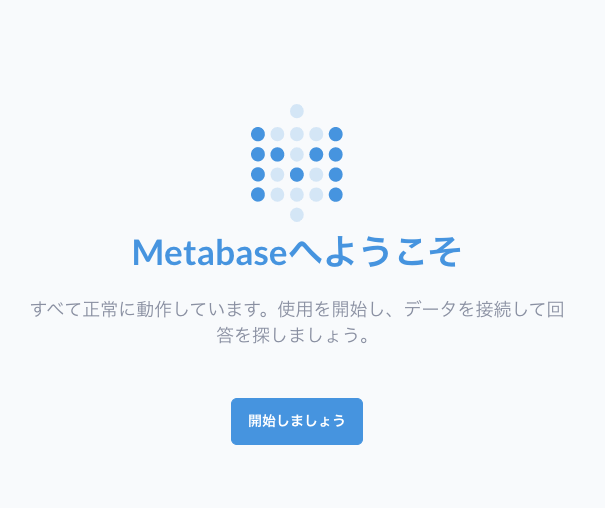 Metabaseへようこそ
すべて正常に動作しています。使用を開始し、データを接続して回
答を探しましょう。
開始しましょう